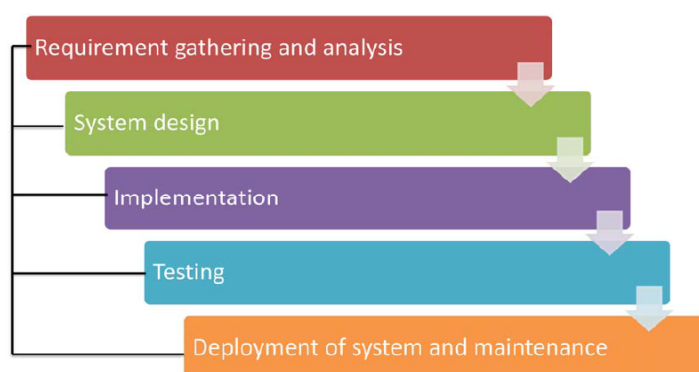 Requirement gathering and analysis
System design
Implementation
Testing
Deployment of system and maintenance